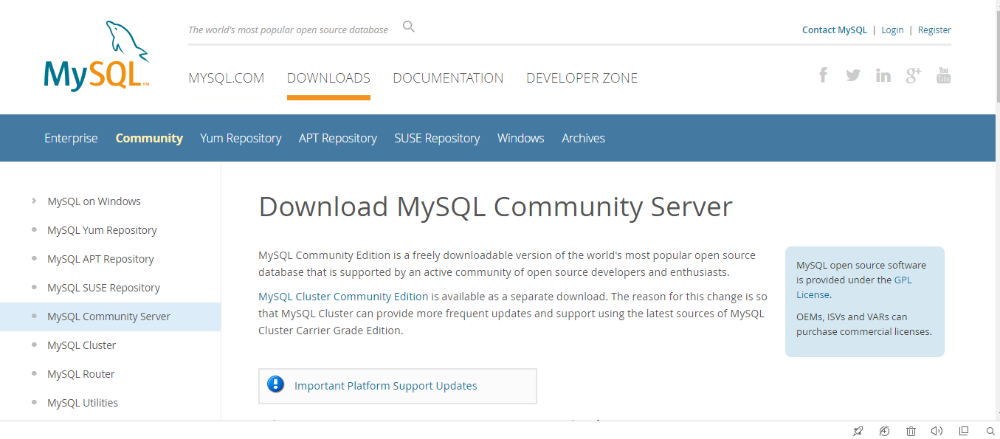 The world's most popular open source database
Contact MySQL | Login | Register
MySQL™
MYSQL.COM DOWNLOADS DOCUMENTATION DEVELOPER ZONE
f in g+ You Tube
Enterprise Community Yum Repository APT Repository SUSE Repository Windows Archives
MySQL on Windows
MySQL Yum Repository
MySQL APT Repository
MySQL SUSE Repository
MySQL Community Server
MySQL Cluster
MySQL Router
MySQL Utilities
Download MySQL Community Server
MySQL Community Edition is a freely downloadable version of the world's most popular open source
database that is supported by an active community of open source developers and enthusiasts.
MySQL Cluster Community Edition is available as a separate download. The reason for this change is so
that MySQL Cluster can provide more frequent updates and support using the latest sources of MySQL
Cluster Carrier Grade Edition.
Important Platform Support Updates
MySQL open source software
is provided under the GPL
License.
OEMs, ISVs and VARs can
purchase commercial licenses.